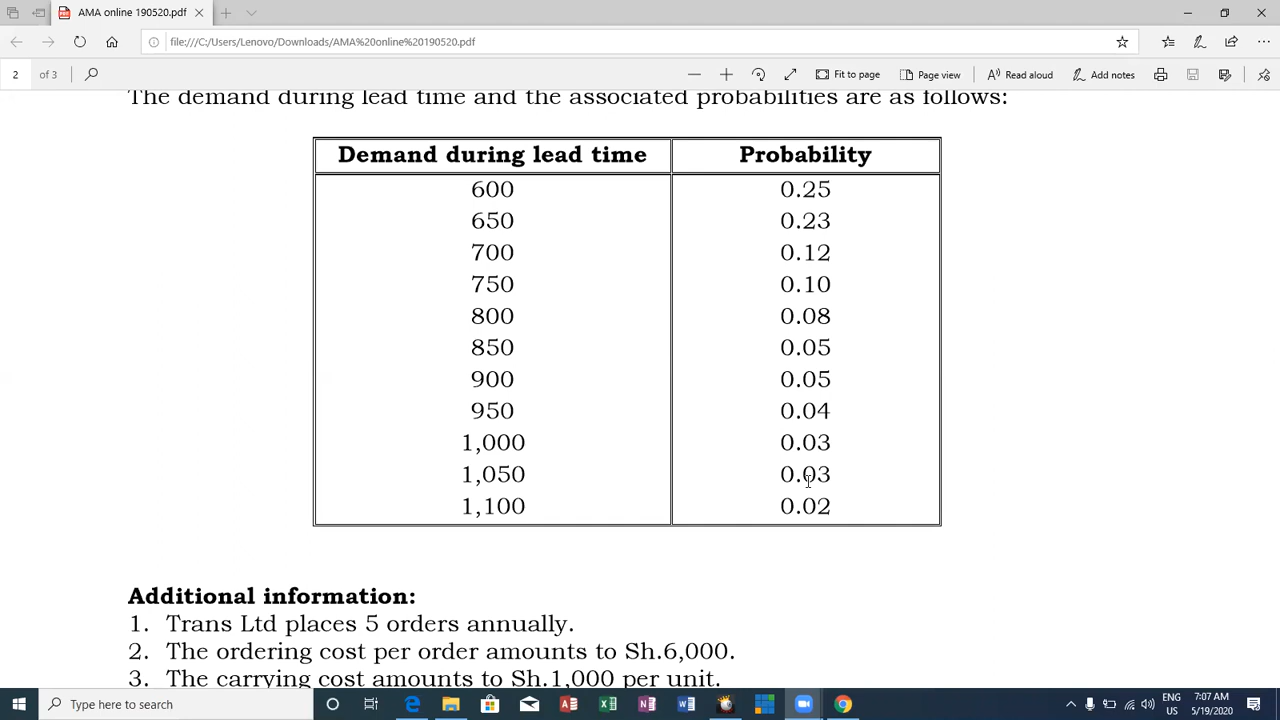 AMA online 190520.pdf
file:///C:/Users/Lenovo/Downloads/AMA%20online%20190520.pdf
2 of 3 Fit to page Page view Read aloud Add notes
The demand during lead time and the associated probabilities are as follows:
Demand during lead time Probability
600 0.25
650 0.23
700 0.12
750 0.10
800 0.08
850 0.05
900 0.05
950 0.04
1,000 0.03
1,050 0.03
1,100 0.02
Additional information:
1. Trans Ltd places 5 orders annually.
2. The ordering cost per order amounts to Sh.6,000.
3. The carrying cost amounts to Sh.1,000 per unit.
Type here to search
ENG 7:07 AM
US 5/19/2020